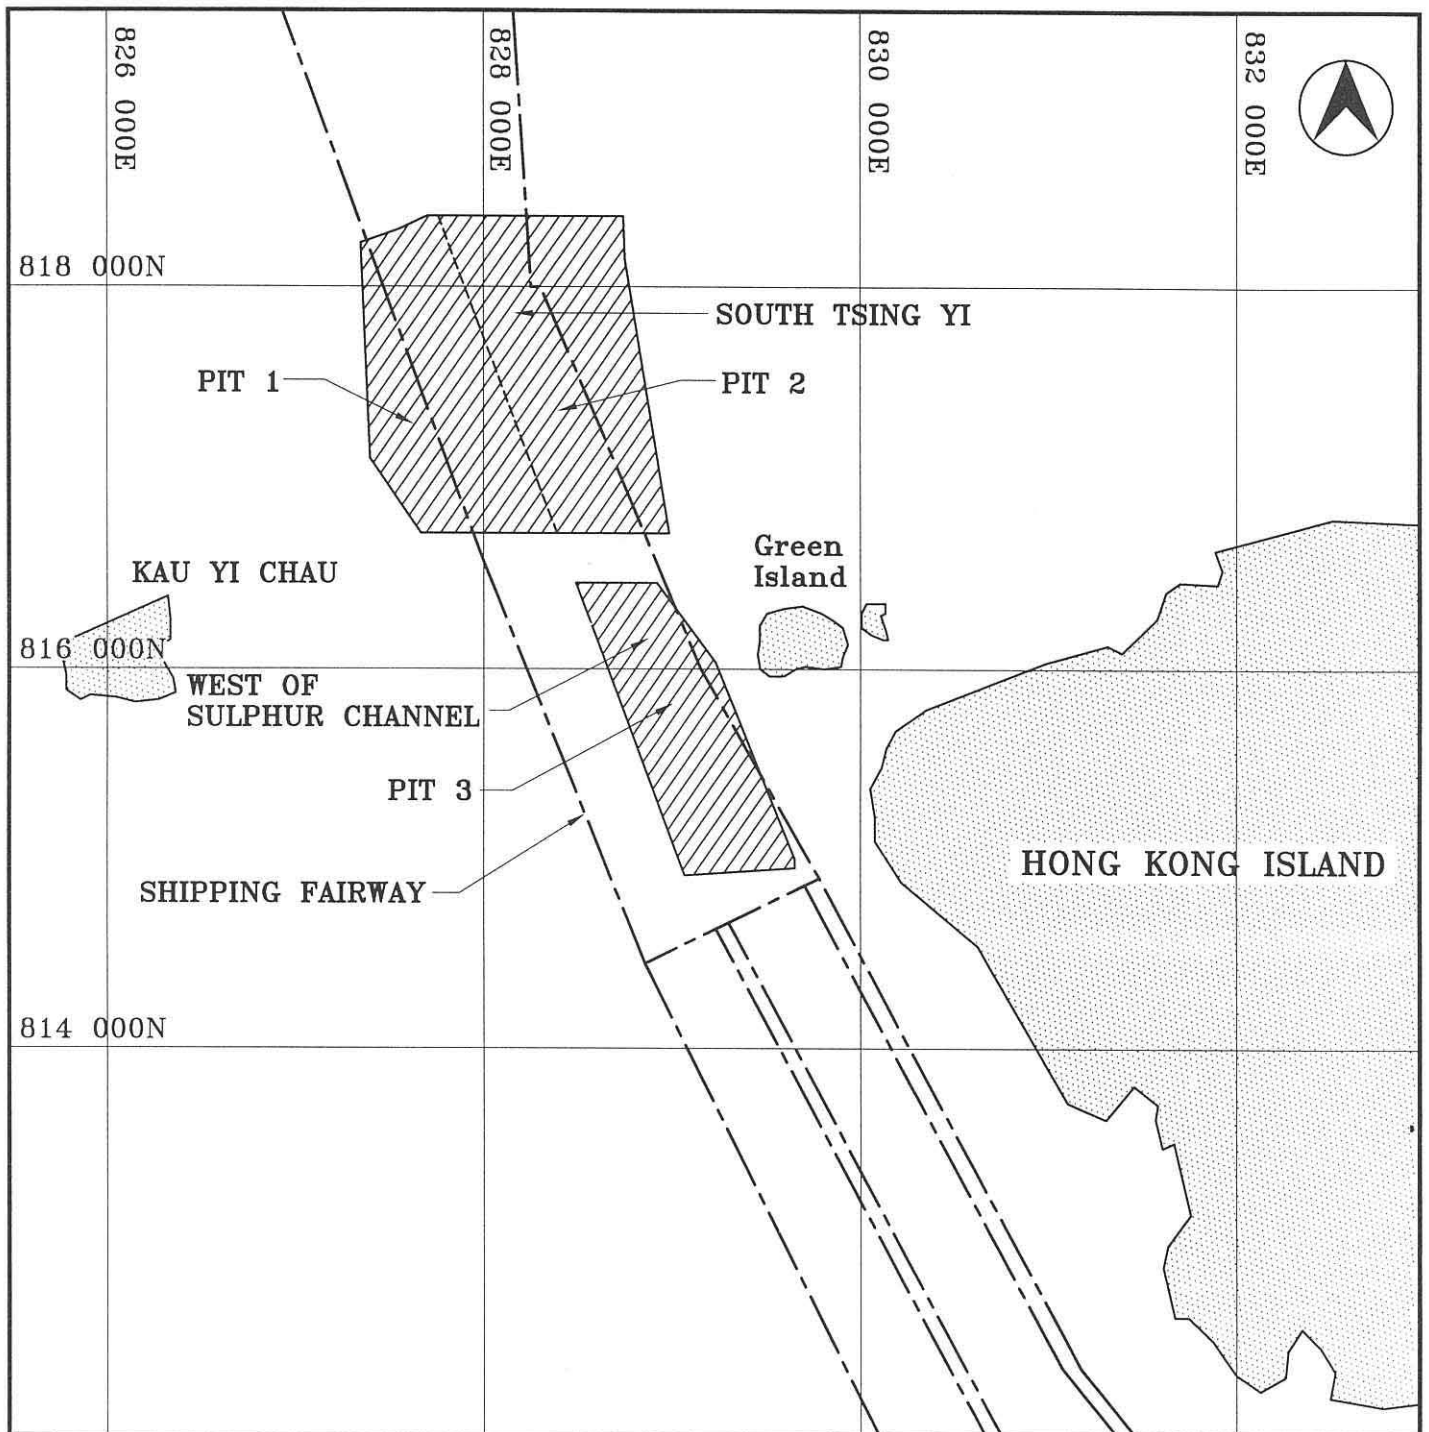 826 000E
828 000E
830 000E
832 000E
818 000N
SOUTH TSING YI
PIT 1
PIT 2
Green
Island
KAU YI CHAU
816 000N
WEST OF
SULPHUR CHANNEL
PIT 3
HONG KONG ISLAND
SHIPPING FAIRWAY
814 000N